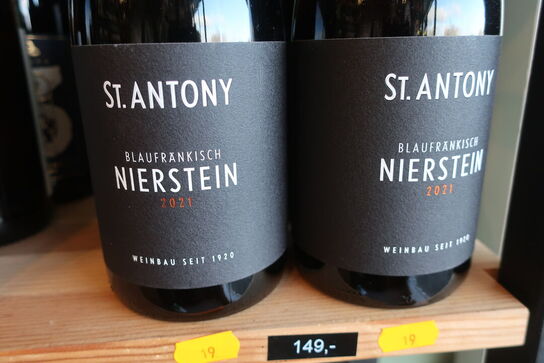 ST. ANTONY
BLAUFRÄNKISCH
NIERSTEIN
2021
WEINBAU SEIT 1920
ST. ANTONY
BLAUFRÄNKISCH
NIERSTEIN
2021
WEINBAU SEIT 1920
19
149,-
19